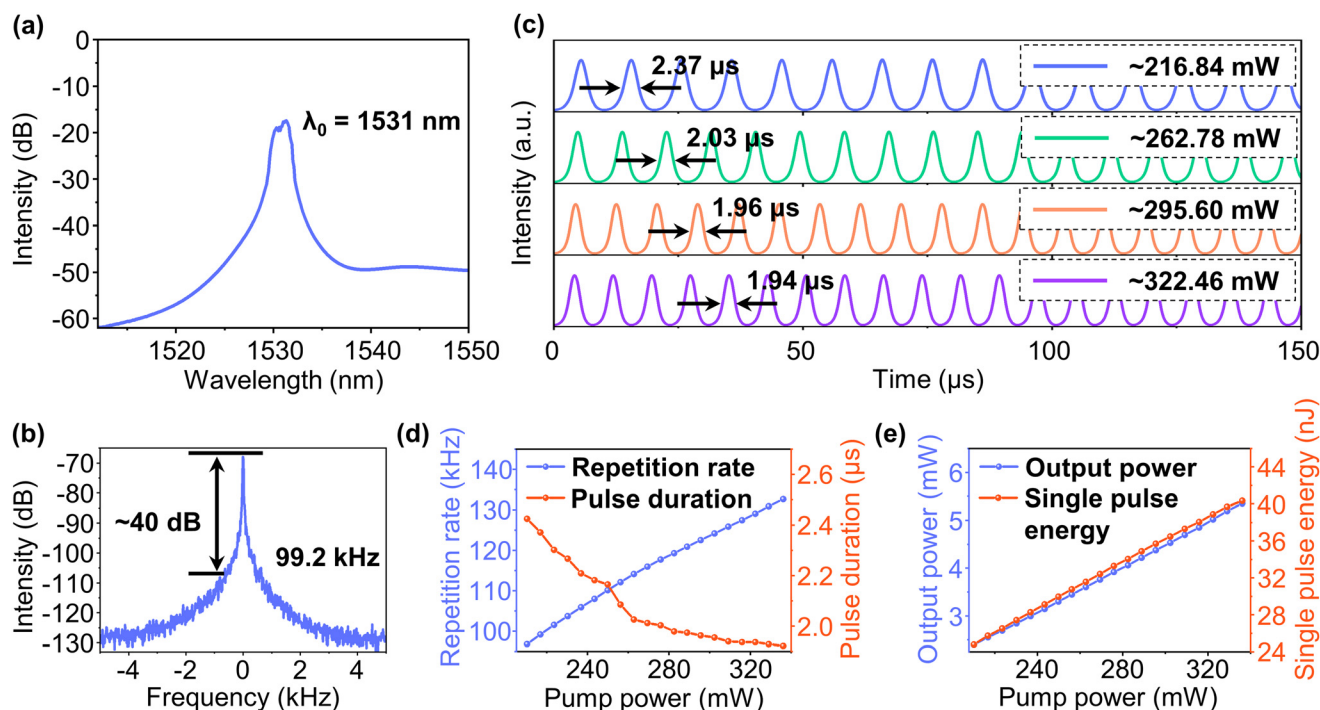 (a)
0
-10
-20
-30
-40
-50
-60
Intensity (dB)
λ₀ = 1531 nm
1520
1530
1540
1550
Wavelength (nm)
(c)
Intensity (a.u.)
2.37 μs
~216.84 mW
2.03 μs
~262.78 mW
1.96 μs
~295.60 mW
1.94 μs
~322.46 mW
0
50
100
150
Time (μs)
(b)
-70
-80
-90
-100
-110
-120
-130
Intensity (dB)
~40 dB
99.2 kHz
-4
-2
0
2
4
Frequency (kHz)
(d)
140
130
120
110
100
Repetition rate (kHz)
Repetition rate
Pulse duration
2.6
2.4
2.2
2.0
Pulse duration (μs)
240
280
320
Pump power (mW)
(e)
6
5
4
3
Output power (mW)
Output power
Single pulse
energy
44
40
36
32
28
24
Single pulse energy (nJ)
240
280
320
Pump power (mW)